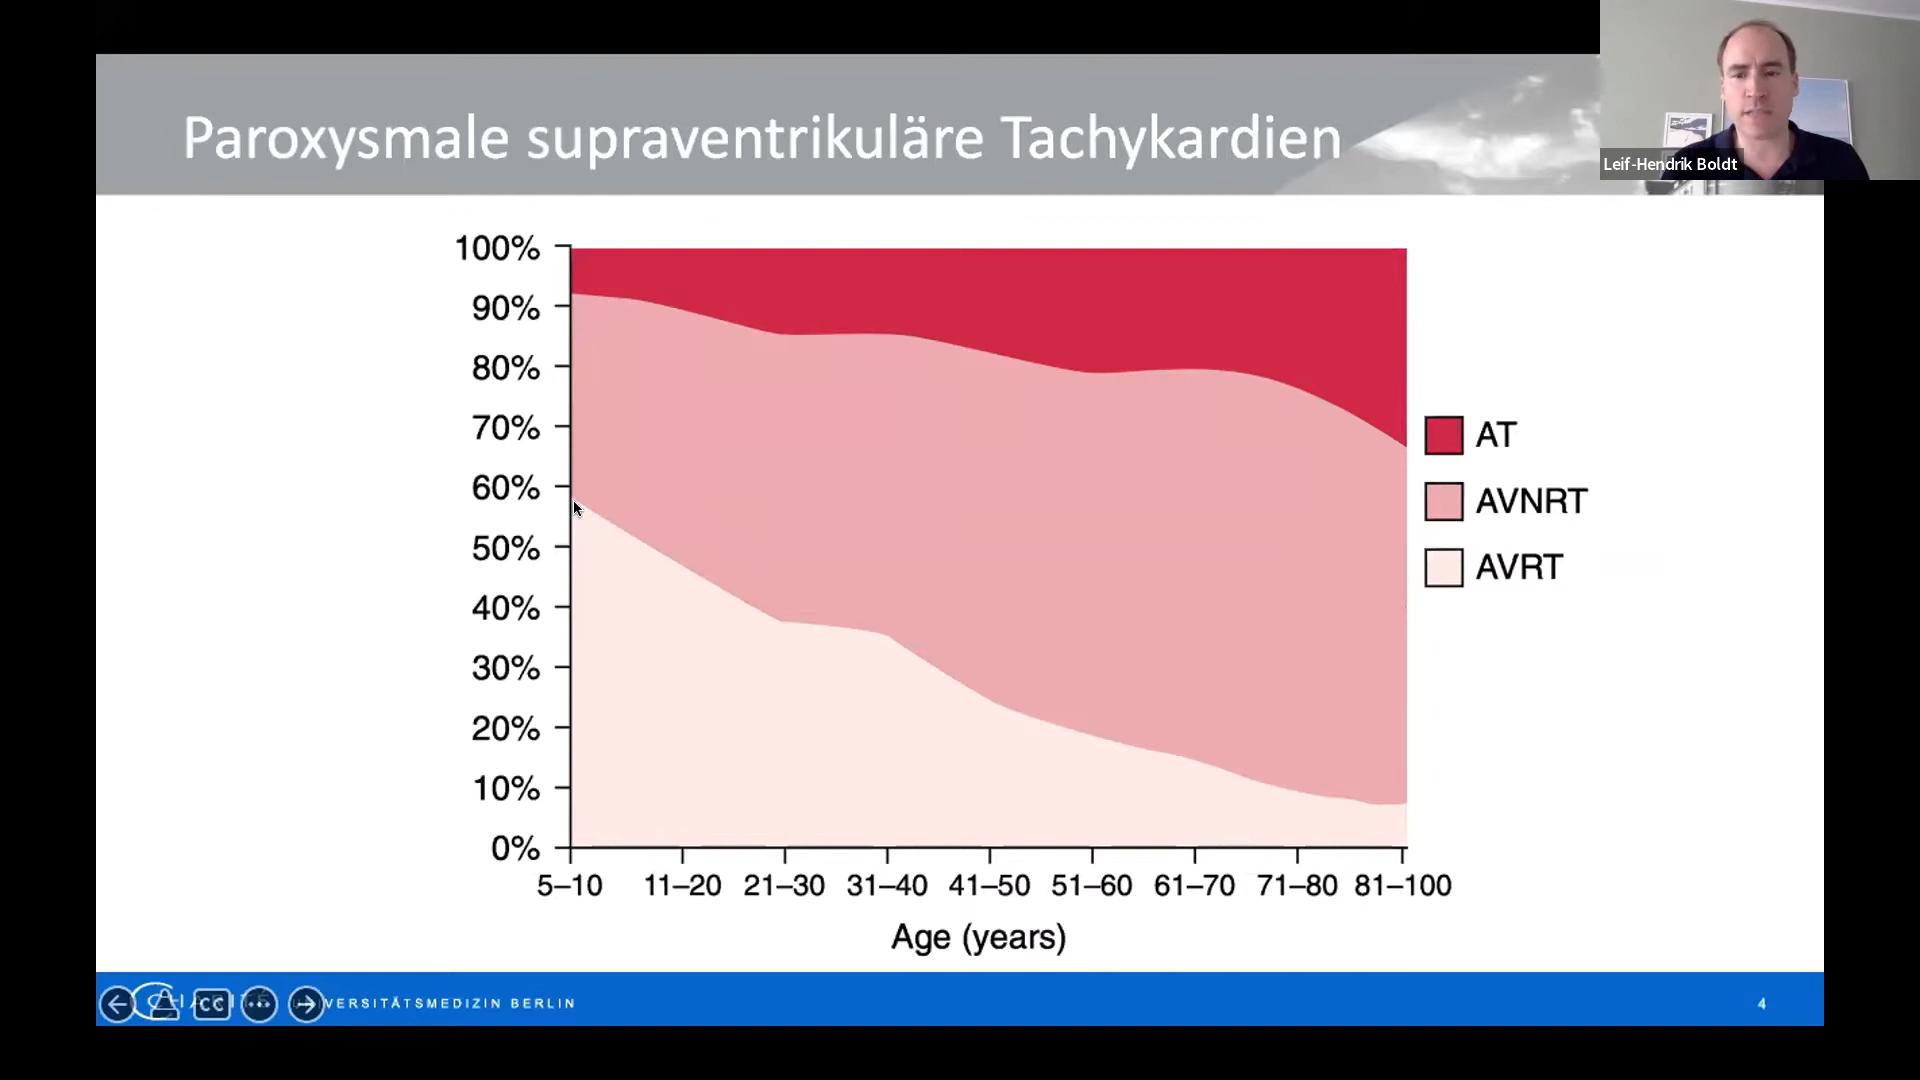 Paroxysmale supraventrikuläre Tachykardien
Leif-Hendrik Boldt
100%
90%
80%
70%
60%
50%
40%
30%
20%
10%
0%
AT
AVNRT
AVRT
5–10 11–20 21–30 31–40 41–50 51–60 61–70 71–80 81–100
Age (years)
CC
VERSITÄTSMEDIZIN BERLIN
4